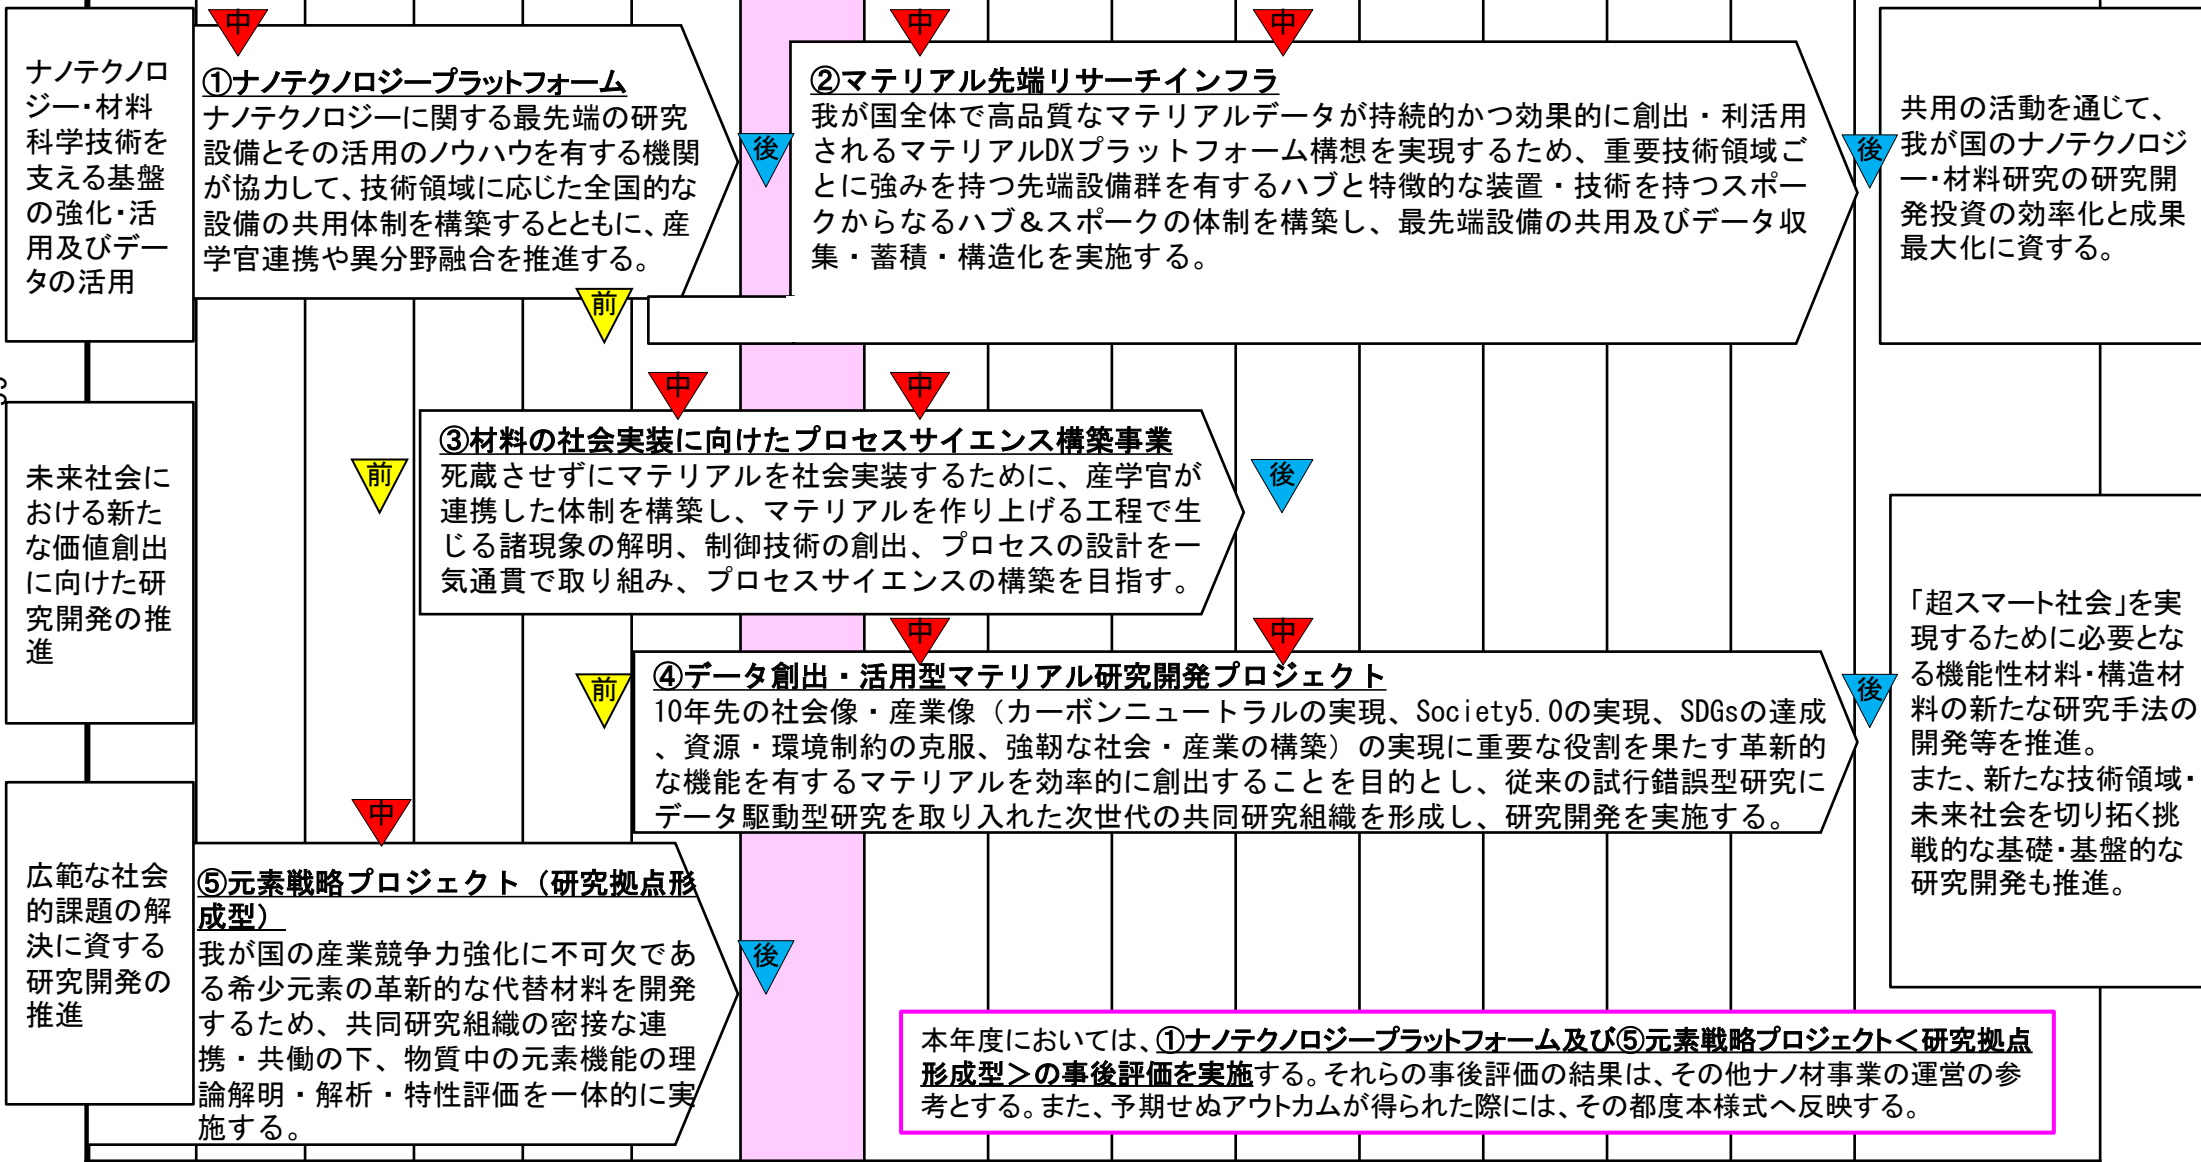 ナノテクノロ
ジー・材料
科学技術を
支える基盤
の強化・活
用及びデー
タの活用
中
①ナノテクノロジープラットフォーム
ナノテクノロジーに関する最先端の研究
設備とその活用のノウハウを有する機関
が協力して、技術領域に応じた全国的な
設備の共用体制を構築するとともに、産
学官連携や異分野融合を推進する。
後
前
中
中
②マテリアル先端リサーチインフラ
我が国全体で高品質なマテリアルデータが持続的かつ効果的に創出・利活用
されるマテリアルDXプラットフォーム構想を実現するため、重要技術領域ご
とに強みを持つ先端設備群を有するハブと特徴的な装置・技術を持つスポー
クからなるハブ&スポークの体制を構築し、最先端設備の共用及びデータ収
集・蓄積・構造化を実施する。
後
共用の活動を通じて、
我が国のナノテクノロジ
ー・材料研究の研究開
発投資の効率化と成果
最大化に資する。
未来社会に
おける新た
な価値創出
に向けた研
究開発の推
進
前
中
中
③材料の社会実装に向けたプロセスサイエンス構築事業
死蔵させずにマテリアルを社会実装するために、産学官が
連携した体制を構築し、マテリアルを作り上げる工程で生
じる諸現象の解明、制御技術の創出、プロセスの設計を一
気通貫で取り組み、プロセスサイエンスの構築を目指す。
後
前
中
中
④データ創出・活用型マテリアル研究開発プロジェクト
10年先の社会像・産業像（カーボンニュートラルの実現、Society5.0の実現、SDGsの達成
、資源・環境制約の克服、強靭な社会・産業の構築）の実現に重要な役割を果たす革新的
な機能を有するマテリアルを効率的に創出することを目的とし、従来の試行錯誤型研究に
データ駆動型研究を取り入れた次世代の共同研究組織を形成し、研究開発を実施する。
後
「超スマート社会」を実
現するために必要とな
る機能性材料・構造材
料の新たな研究手法の
開発等を推進。
また、新たな技術領域・
未来社会を切り拓く挑
戦的な基礎・基盤的な
研究開発も推進。
広範な社会
的課題の解
決に資する
研究開発の
推進
中
⑤元素戦略プロジェクト（研究拠点形
成型）
我が国の産業競争力強化に不可欠であ
る希少元素の革新的な代替材料を開発
するため、共同研究組織の密接な連
携・共働の下、物質中の元素機能の理
論解明・解析・特性評価を一体的に実
施する。
後
本年度においては、①ナノテクノロジープラットフォーム及び⑤元素戦略プロジェクト＜研究拠点
形成型＞の事後評価を実施する。それらの事後評価の結果は、その他ナノ材事業の運営の参
考とする。また、予期せぬアウトカムが得られた際には、その都度本様式へ反映する。